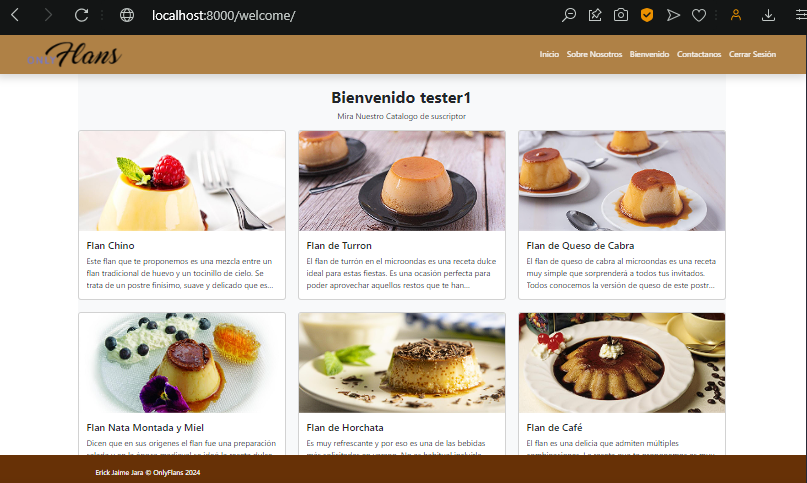 localhost:8000/welcome/
ONLY Flans
Inicio Sobre Nosotros Bienvenido Contactanos Cerrar Sesión
Bienvenido tester1
Mira Nuestro Catalogo de suscriptor
Flan Chino
Este flan que te proponemos es una mezcla entre un
flan tradicional de huevo y un tocinillo de cielo. Se
trata de un postre finísimo, suave y delicado que es...
Flan de Turron
El flan de turrón en el microondas es una receta dulce
ideal para estas fiestas. Es una ocasión perfecta para
poder aprovechar aquellos restos que te han...
Flan de Queso de Cabra
El flan de queso de cabra al microondas es una receta
muy simple que sorprenderá a todos tus invitados.
Todos conocemos la versión de queso de este postr...
Flan Nata Montada y Miel
Dicen que en sus orígenes el flan fue una preparación
Flan de Horchata
Es muy refrescante y por eso es una de las bebidas
Flan de Café
El flan es una delicia que admiten múltiples
Erick Jaime Jara © OnlyFlans 2024